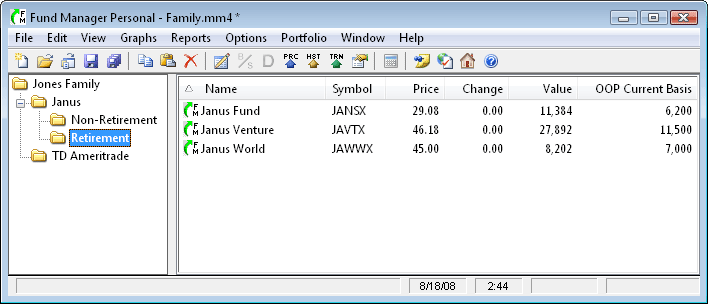 Fund Manager Personal - Family.mm4 *
File Edit View Graphs Reports Options Portfolio Window Help
B/S D PRC HST TRN
Jones Family
Janus
Non-Retirement
Retirement
TD Ameritrade
Name Symbol Price Change Value OOP Current Basis
FM Janus Fund JANSX 29.08 0.00 11,384 6,200
FM Janus Venture JAVTX 46.18 0.00 27,892 11,500
FM Janus World JAWWX 45.00 0.00 8,202 7,000
8/18/08 2:44